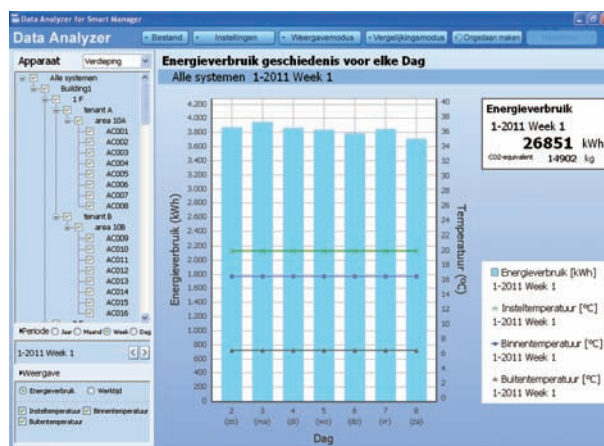 Data Analyzer for Smart Manager
Data Analyzer
Bestand
Instellingen
Weergavemodus
Vergelijkingsmodus
Ongedaan maken
Apparaat
Verdieping
Alle systemen
Building1
1 F
tenant A
area 10A
AC001
AC002
AC003
AC004
AC005
AC006
AC007
AC008
tenant B
area 10B
AC009
AC010
AC011
AC012
AC013
AC014
AC015
AC016
Periode Jaar Maand Week Dag
1-2011 Week 1
Weergave
Energieverbruik Werktijd
Insteltemperatuur Binnentemperatuur
Buitentemperatuur
Energieverbruik geschiedenis voor elke Dag
Alle systemen 1-2011 Week 1
Energieverbruik (kWh)
4.200
4.000
3.800
3.600
3.400
3.200
3.000
2.800
2.600
2.400
2.200
2.000
1.800
1.600
1.400
1.200
1.000
800
600
400
200
0
40
38
36
34
32
30
28
26
24
22
20
18
16
14
12
10
8
6
4
2
0
Temperatuur (ºC)
2 3 4 5 6 7 8
(zo) (ma) (di) (wo) (do) (vr) (za)
Dag
Energieverbruik
1-2011 Week 1
26851 kWh
CO2-equivalent 14902 kg
Energieverbruik [kWh]
1-2011 Week 1
Insteltemperatuur [ºC]
1-2011 Week 1
Binnentemperatuur [ºC]
1-2011 Week 1
Buitentemperatuur [ºC]
1-2011 Week 1